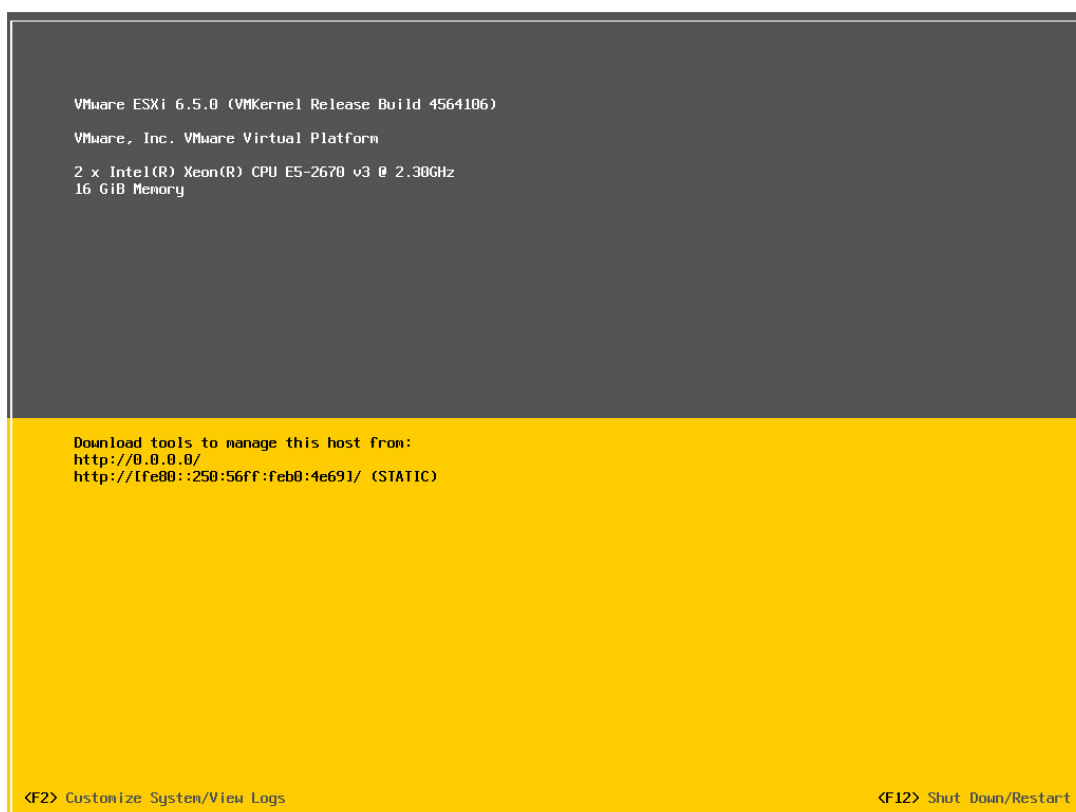 VMware ESXi 6.5.0 (VMKernel Release Build 4564106)
VMware, Inc. VMware Virtual Platform
2 x Intel(R) Xeon(R) CPU E5-2670 v3 @ 2.30GHz
16 GiB Memory
Download tools to manage this host from:
http://0.0.0.0/
http://[fe80::250:56ff:feb0:4e69]/ (STATIC)
<F2> Customize System/View Logs
<F12> Shut Down/Restart